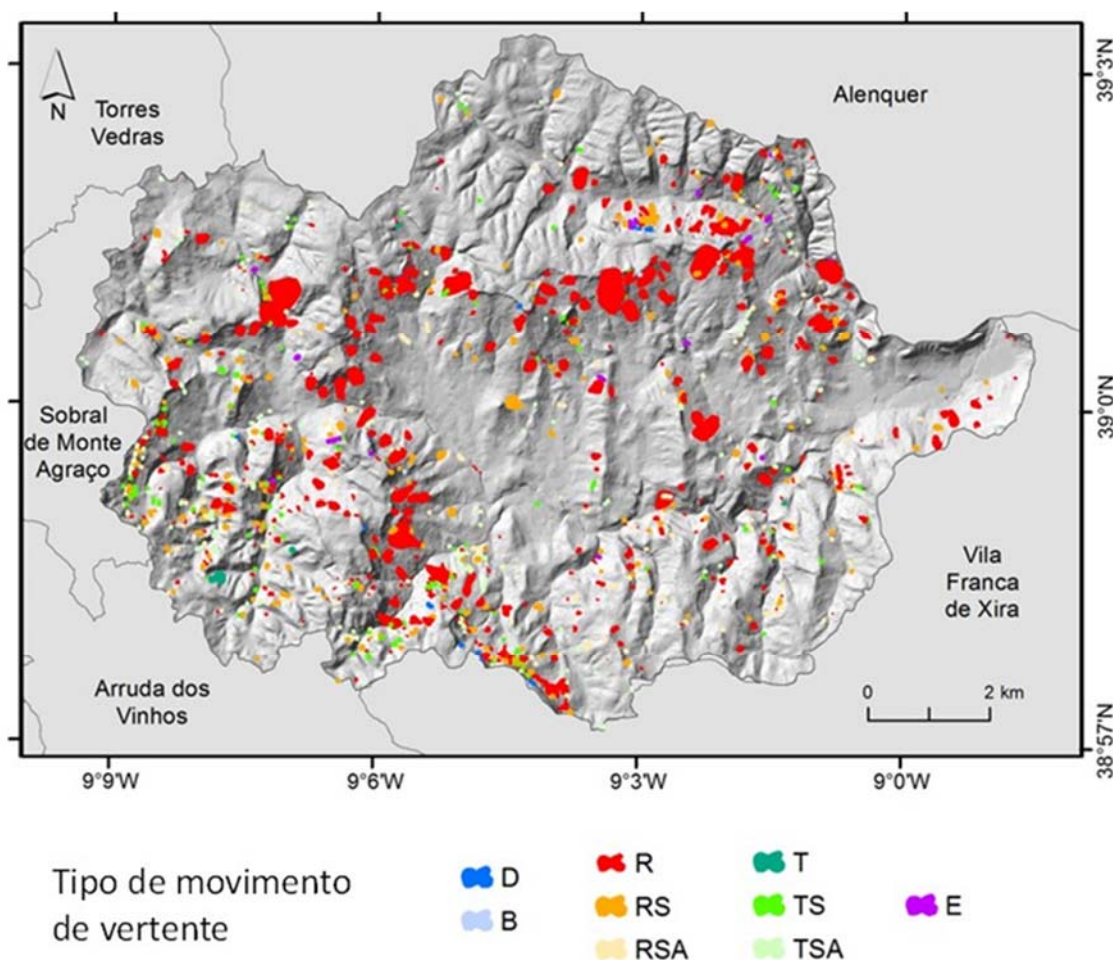 N
Torres
Vedras
Alenquer
39°3'N
Sobral
de Monte
Agraço
39°0'N
Vila
Franca
de Xira
Arruda dos
Vinhos
0 2 km
38°57'N
9°9'W 9°6'W 9°3'W 9°0'W
Tipo de movimento
de vertente
D
B
R
RS
RSA
T
TS
TSA
E